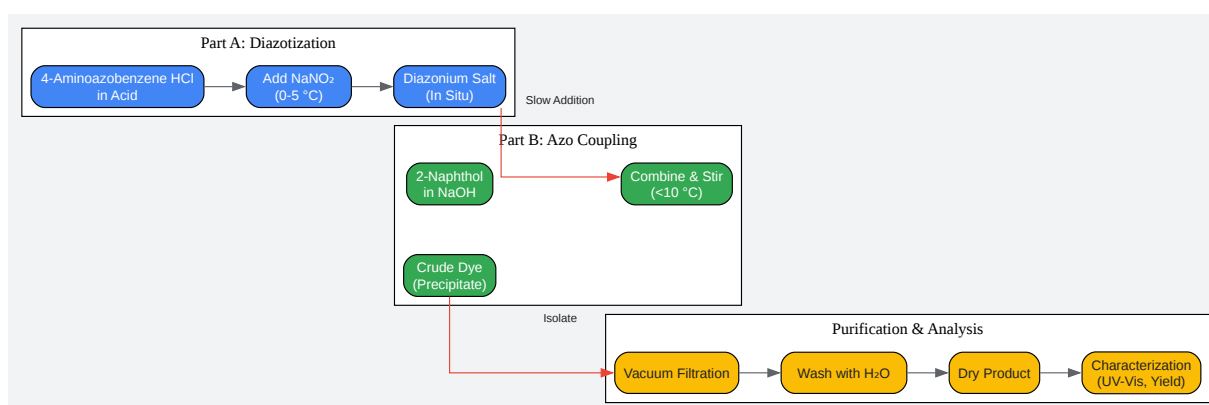 Part A: Diazotization
4-Aminoazobenzene HCl
in Acid
Add NaNO₂
(0-5 °C)
Diazonium Salt
(In Situ)
Slow Addition
Part B: Azo Coupling
2-Naphthol
in NaOH
Combine & Stir
(<10 °C)
Crude Dye
(Precipitate)
Isolate
Purification & Analysis
Vacuum Filtration
Wash with H₂O
Dry Product
Characterization
(UV-Vis, Yield)